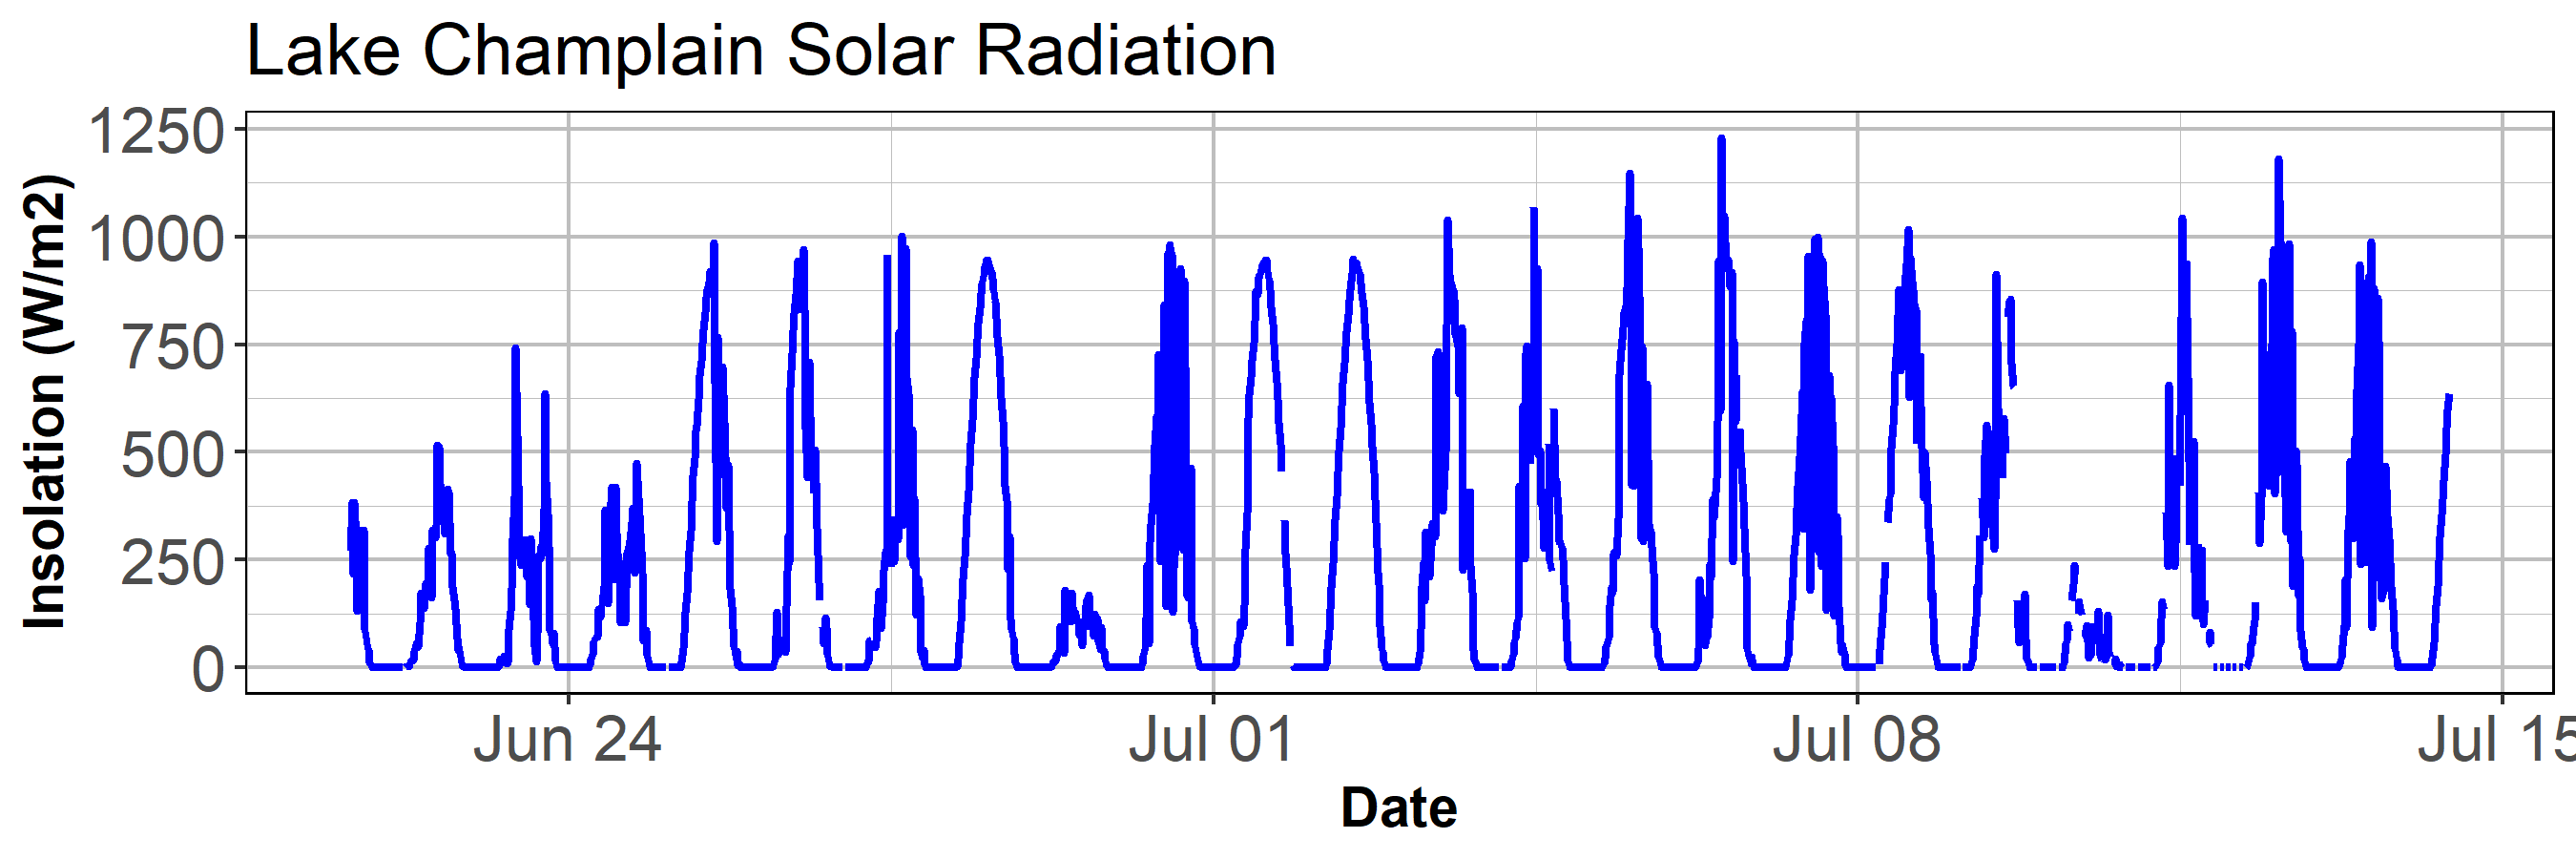 Lake Champlain Solar Radiation
1250
1000
750
500
250
0
Insolation (W/m2)
Jun 24
Jul 01
Jul 08
Jul 15
Date